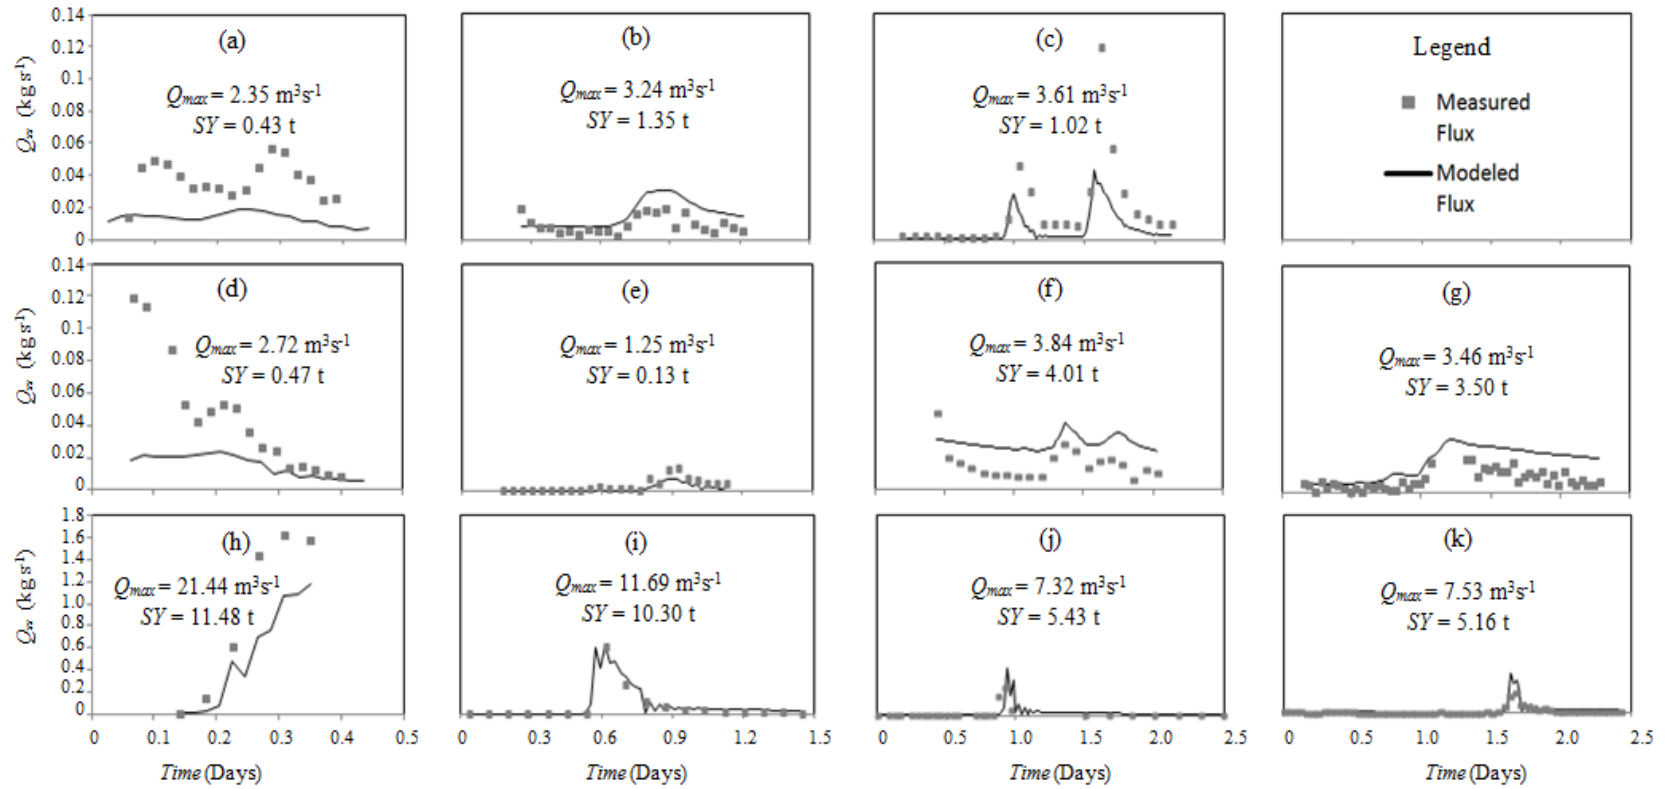 0.14
0.12
0.1
0.08
0.06
0.04
0.02
0
Qss (kg s-1)
(a)
Qmax = 2.35 m3s-1
SY = 0.43 t
(b)
Qmax = 3.24 m3s-1
SY = 1.35 t
(c)
Qmax = 3.61 m3s-1
SY = 1.02 t
Legend
Measured
Flux
Modeled
Flux
0.14
0.12
0.1
0.08
0.06
0.04
0.02
0
Qss (kg s-1)
(d)
Qmax = 2.72 m3s-1
SY = 0.47 t
(e)
Qmax = 1.25 m3s-1
SY = 0.13 t
(f)
Qmax = 3.84 m3s-1
SY = 4.01 t
(g)
Qmax = 3.46 m3s-1
SY = 3.50 t
1.8
1.6
1.4
1.2
1.0
0.8
0.6
0.4
0.2
0
Qss (kg s-1)
(h)
Qmax = 21.44 m3s-1
SY = 11.48 t
(i)
Qmax = 11.69 m3s-1
SY = 10.30 t
(j)
Qmax = 7.32 m3s-1
SY = 5.43 t
(k)
Qmax = 7.53 m3s-1
SY = 5.16 t
0 0.1 0.2 0.3 0.4 0.5
0 0.3 0.6 0.9 1.2 1.5
0 0.5 1.0 1.5 2.0 2.5
0 0.5 1.0 1.5 2.0 2.5
Time (Days)
Time (Days)
Time (Days)
Time (Days)